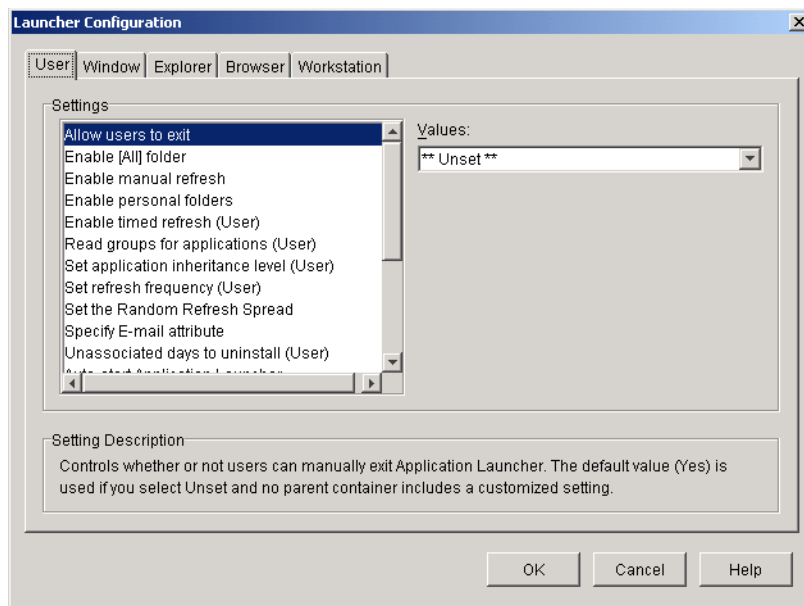 Launcher Configuration
User Window Explorer Browser Workstation
Settings
Allow users to exit
Enable [All] folder
Enable manual refresh
Enable personal folders
Enable timed refresh (User)
Read groups for applications (User)
Set application inheritance level (User)
Set refresh frequency (User)
Set the Random Refresh Spread
Specify E-mail attribute
Unassociated days to uninstall (User)
Auto-start Application Launcher
Values:
** Unset **
Setting Description
Controls whether or not users can manually exit Application Launcher. The default value (Yes) is
used if you select Unset and no parent container includes a customized setting.
OK Cancel Help